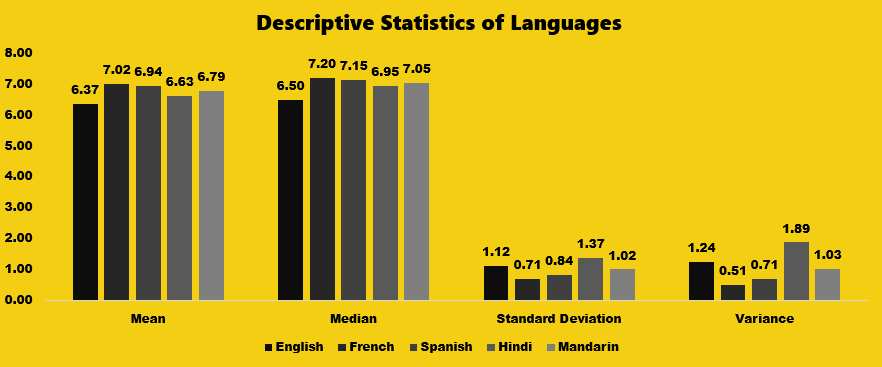 Descriptive Statistics of Languages
8.00
7.00
6.00
5.00
4.00
3.00
2.00
1.00
0.00
6.37 7.02 6.94 6.63 6.79
6.50 7.20 7.15 6.95 7.05
1.12 0.71 0.84 1.37 1.02
1.24 0.51 0.71 1.89 1.03
Mean Median Standard Deviation Variance
English French Spanish Hindi Mandarin